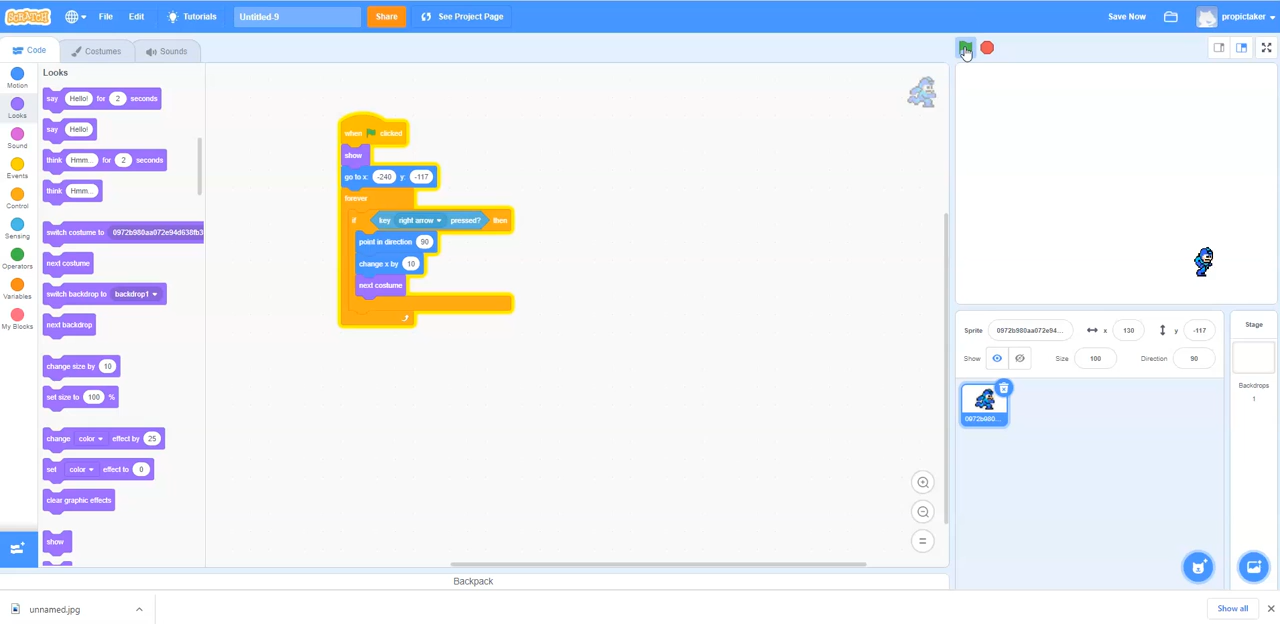 SCRATCH File Edit Tutorials Untitled-9 Share See Project Page Save Now propictaker
Code Costumes Sounds
Motion
Looks
Sound
Events
Control
Sensing
Operators
Variables
My Blocks
Looks
say Hello! for 2 seconds
say Hello!
think Hmm... for 2 seconds
think Hmm...
switch costume to 0972b980aa072e94d638fb3
next costume
switch backdrop to backdrop1
next backdrop
change size by 10
set size to 100 %
change color effect by 25
set color effect to 0
clear graphic effects
show
when clicked
show
go to x: -240 y: -117
forever
if key right arrow pressed? then
point in direction 90
change x by 10
next costume
Sprite 0972b980aa072e94... x 130 y -117
Show Size 100 Direction 90
0972b980...
Stage
Backdrops
1
Backpack
unnamed.jpg Show all